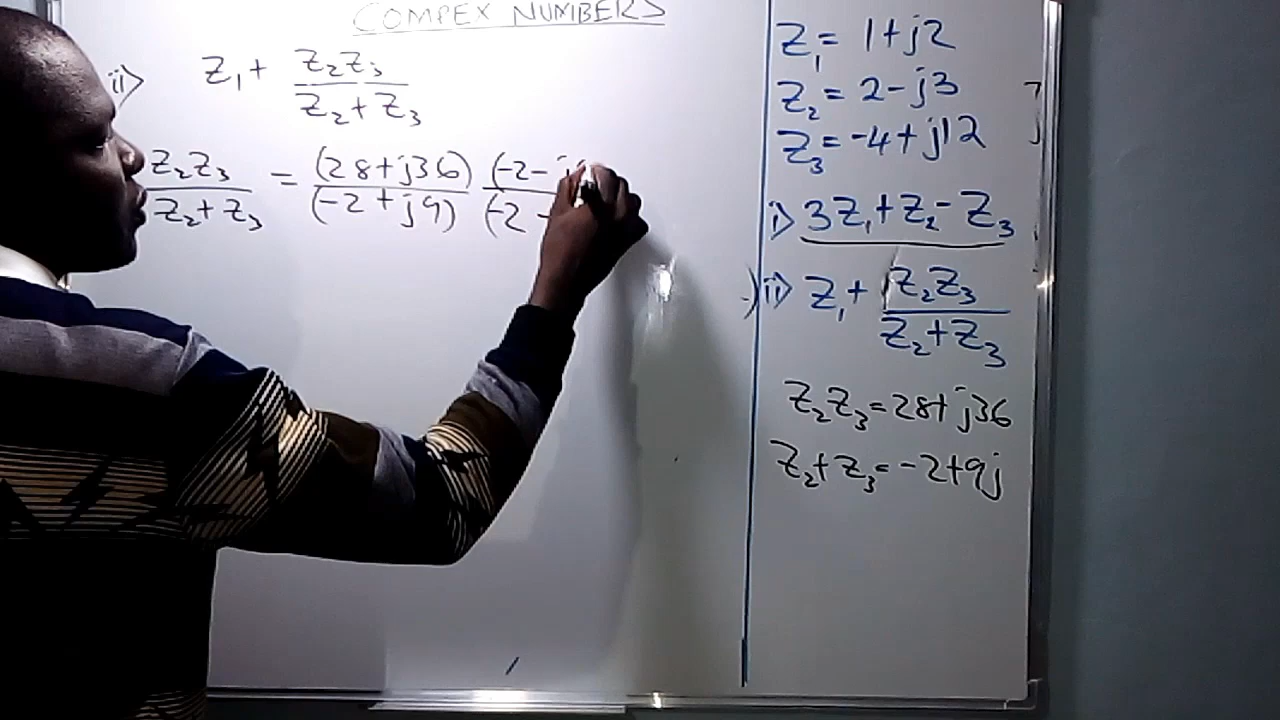 COMPEX NUMBERS
ii) Z₁ + Z₂Z₃ / Z₂ + Z₃
Z₂Z₃ / Z₂ + Z₃ = (28 + j36) (-2 - j / (-2 + j9) (-2 -
Z₁ = 1 + j2
Z₂ = 2 - j3
Z₃ = -4 + j12
i) 3Z₁ + Z₂ - Z₃
ii) Z₁ + Z₂Z₃ / Z₂ + Z₃
Z₂Z₃ = 28 + j36
Z₂ + Z₃ = -2 + 9j